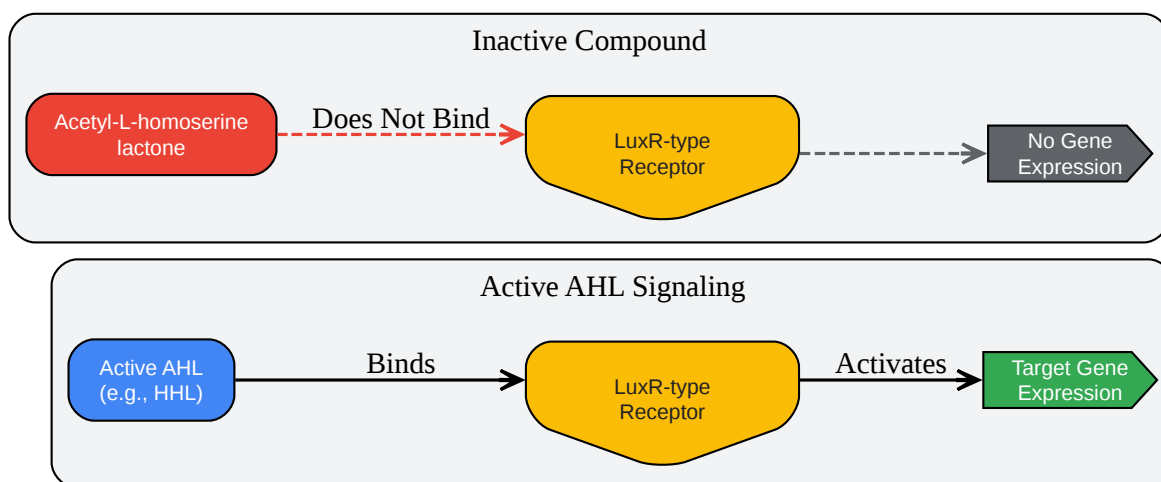 Inactive Compound
Acetyl-L-homoserine
lactone
Does Not Bind
LuxR-type
Receptor
No Gene
Expression
Active AHL Signaling
Active AHL
(e.g., HHL)
Binds
LuxR-type
Receptor
Activates
Target Gene
Expression